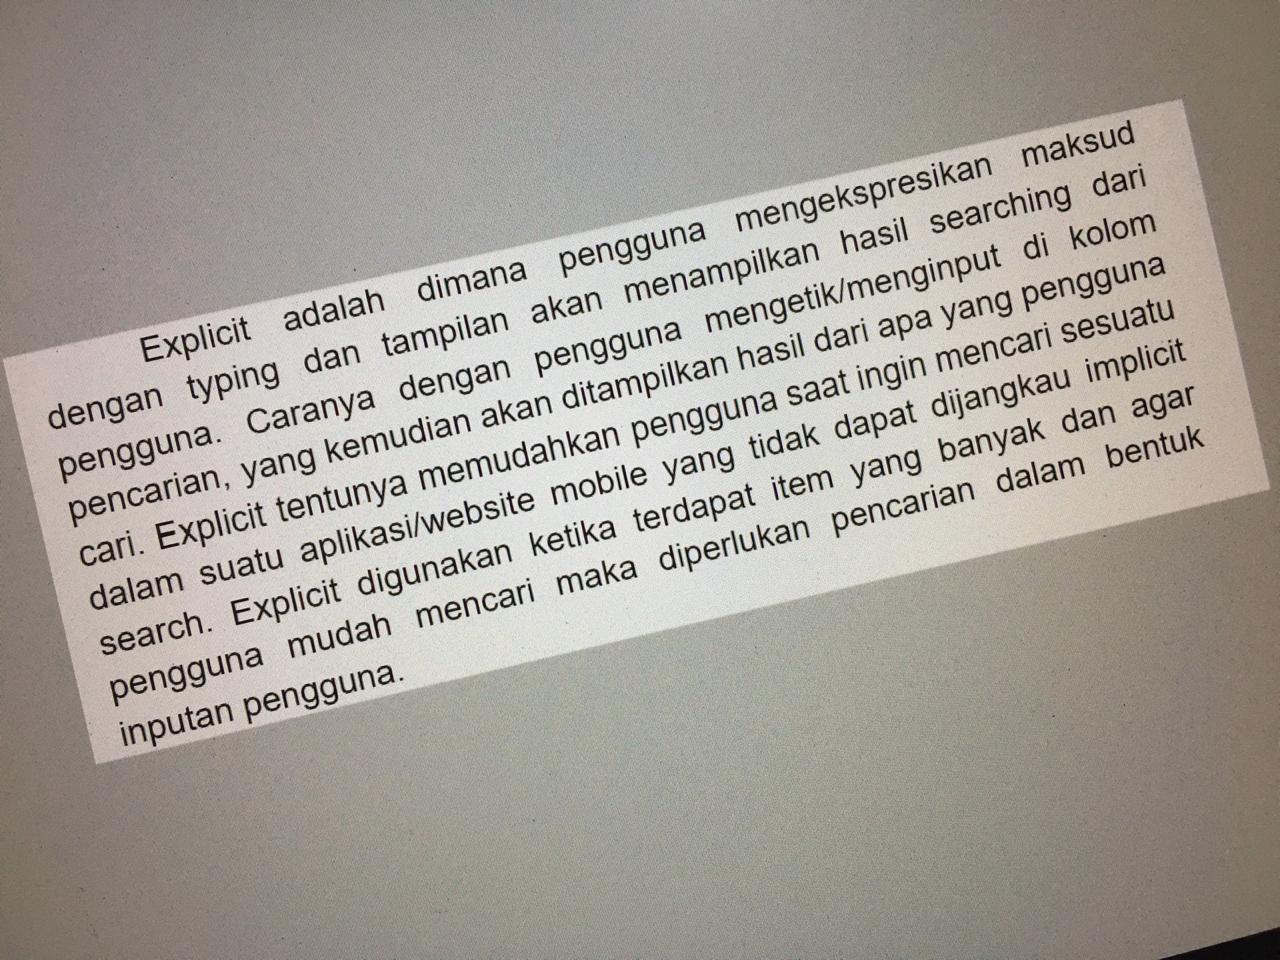 Explicit adalah dimana pengguna mengekspresikan maksud
dengan typing dan tampilan akan menampilkan hasil searching dari
pengguna. Caranya dengan pengguna mengetik/menginput di kolom
pencarian, yang kemudian akan ditampilkan hasil dari apa yang pengguna
cari. Explicit tentunya memudahkan pengguna saat ingin mencari sesuatu
dalam suatu aplikasi/website mobile yang tidak dapat dijangkau implicit
search. Explicit digunakan ketika terdapat item yang banyak dan agar
pengguna mudah mencari maka diperlukan pencarian dalam bentuk
inputan pengguna.